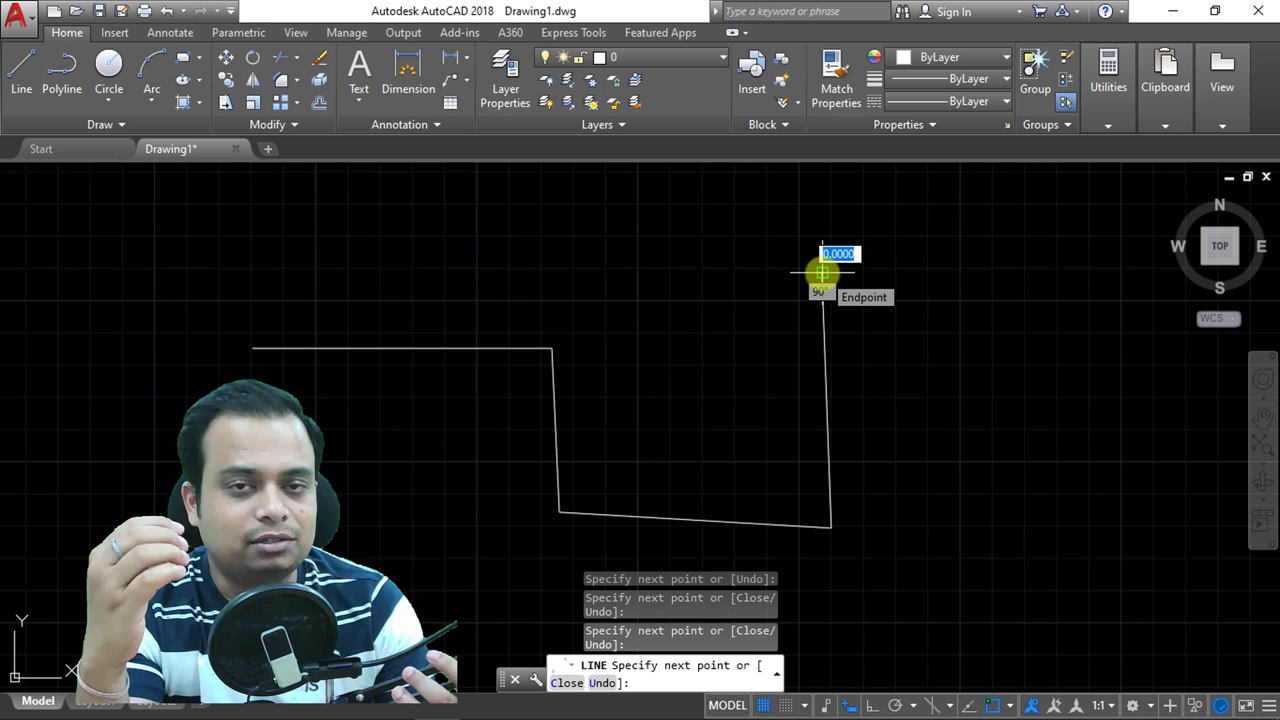 Autodesk AutoCAD 2018 Drawing1.dwg
Type a keyword or phrase
Sign In
Home Insert Annotate Parametric View Manage Output Add-ins A360 Express Tools Featured Apps
Line
Polyline
Circle
Arc
Text
Dimension
Layer
Properties
0
Insert
Match
Properties
ByLayer
ByLayer
ByLayer
Group
Utilities
Clipboard
View
Draw
Modify
Annotation
Layers
Block
Properties
Groups
Start
Drawing1*
N
W
TOP
E
S
WCS
0.0000
90°
Endpoint
Specify next point or [Undo]:
Specify next point or [Close/
Undo]:
Specify next point or [Close/
Undo]:
LINE Specify next point or [
Close Undo]:
Y
X
Model
MODEL
1:1